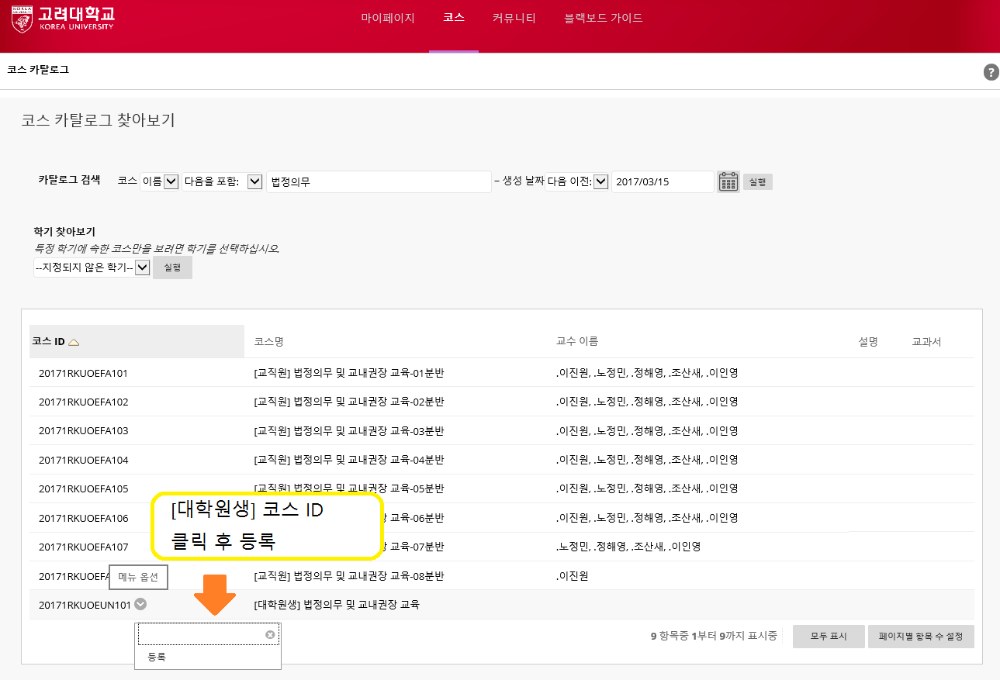 KOREA
고려대학교
KOREA UNIVERSITY
마이페이지 코스 커뮤니티 블랙보드 가이드
코스 카탈로그
?
코스 카탈로그 찾아보기
카탈로그 검색 코스 이름 다음을 포함: 법정의무 – 생성 날짜 다음 이전: 2017/03/15 실행
학기 찾아보기
특정 학기에 속한 코스만을 보려면 학기를 선택하십시오.
--지정되지 않은 학기-- 실행
코스 ID 코스명 교수 이름 설명 교과서
20171RKUOEFA101 [교직원] 법정의무 및 교내권장 교육-01분반 .이진원, .노정민, .정해영, .조산새, .이인영
20171RKUOEFA102 [교직원] 법정의무 및 교내권장 교육-02분반 .이진원, .노정민, .정해영, .조산새, .이인영
20171RKUOEFA103 [교직원] 법정의무 및 교내권장 교육-03분반 .이진원, .노정민, .정해영, .조산새, .이인영
20171RKUOEFA104 [교직원] 법정의무 및 교내권장 교육-04분반 .이진원, .노정민, .정해영, .조산새, .이인영
20171RKUOEFA105 [교직원] 법정의무 및 교내권장 교육-05분반 .이진원, .노정민, .정해영, .조산새, .이인영
[대학원생] 코스 ID
20171RKUOEFA106 -06분반 .이진원, .노정민, .정해영, .조산새, .이인영
클릭 후 등록
20171RKUOEFA107 -07분반 .노정민, .정해영, .조산새, .이인영
20171RKUOEFA 메뉴 옵션 [교직원] 법정의무 및 교내권장 교육-08분반 .이진원
20171RKUOEUN101 [대학원생] 법정의무 및 교내권장 교육
9 항목중 1부터 9까지 표시중 모두 표시 페이지별 항목 수 설정
등록